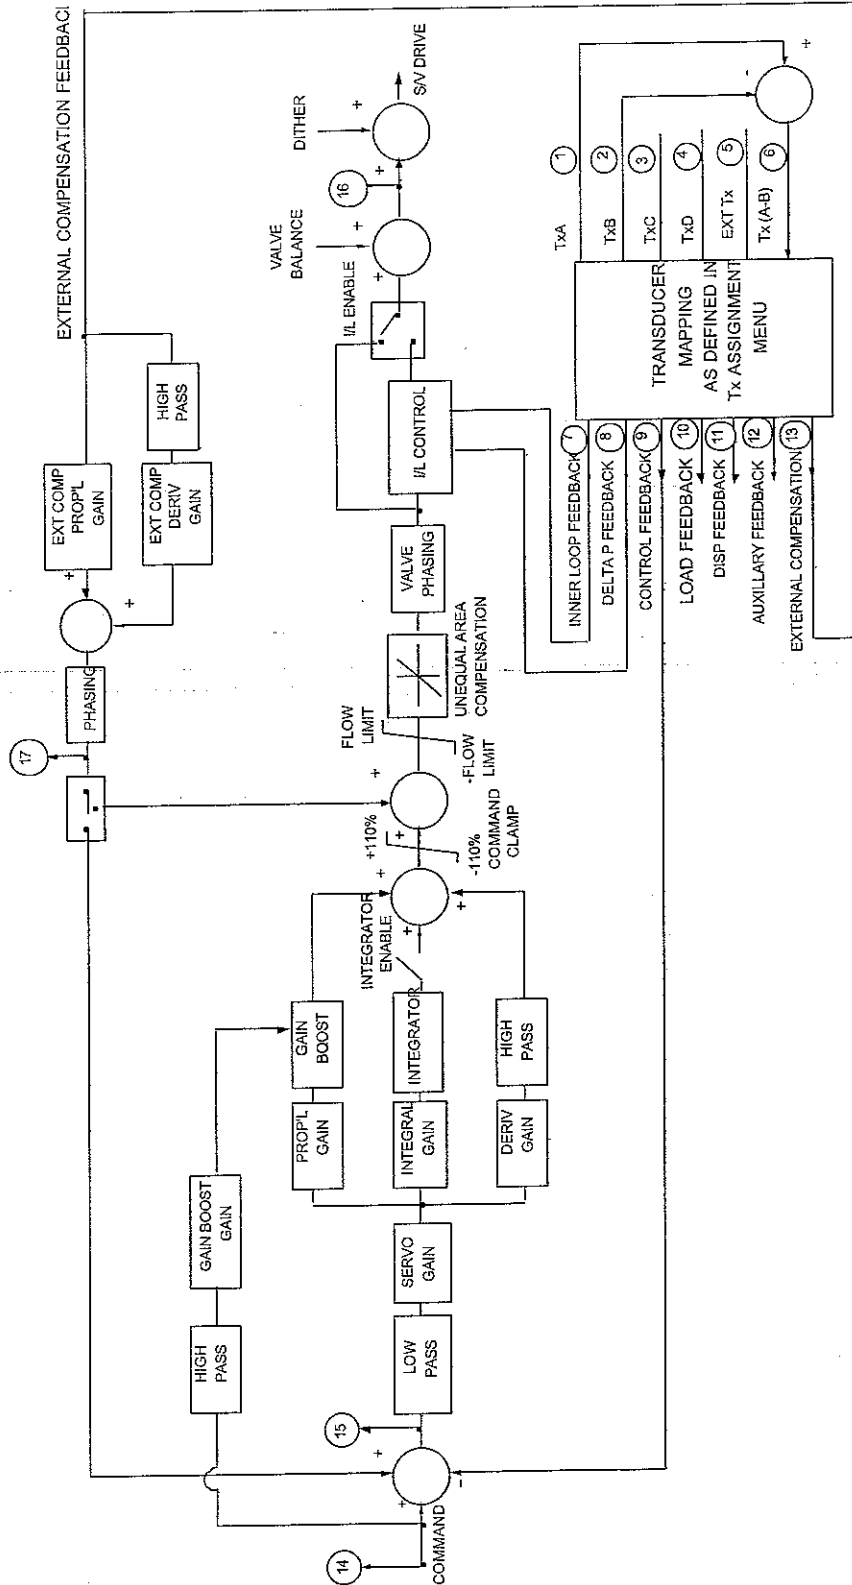 EXTERNAL COMPENSATION FEEDBACK
17
PHASING
+
+
EXT COMP
PROP'L
GAIN
EXT COMP
DERIV
GAIN
HIGH
PASS
HIGH
PASS
GAIN BOOST
GAIN
14
COMMAND
+
+
-
15
LOW
PASS
SERVO
GAIN
PROP'L
GAIN
GAIN
BOOST
INTEGRAL
GAIN
INTEGRATOR
INTEGRATOR
ENABLE
DERIV
GAIN
HIGH
PASS
+
+
+
+110%
-110%
COMMAND
CLAMP
+
+
FLOW
LIMIT
-FLOW
LIMIT
UNEQUAL AREA
COMPENSATION
VALVE
PHASING
I/L CONTROL
I/L ENABLE
VALVE
BALANCE
+
+
16
DITHER
+
+
S/V DRIVE
INNER LOOP FEEDBACK 7
DELTA P FEEDBACK 8
CONTROL FEEDBACK 9
LOAD FEEDBACK 10
DISP FEEDBACK 11
AUXILLARY FEEDBACK 12
EXTERNAL COMPENSATION 13
TRANSDUCER
MAPPING
AS DEFINED IN
Tx ASSIGNMENT
MENU
TxA 1
TxB 2
TxC 3
TxD 4
EXT Tx 5
Tx (A-B) 6
-
+